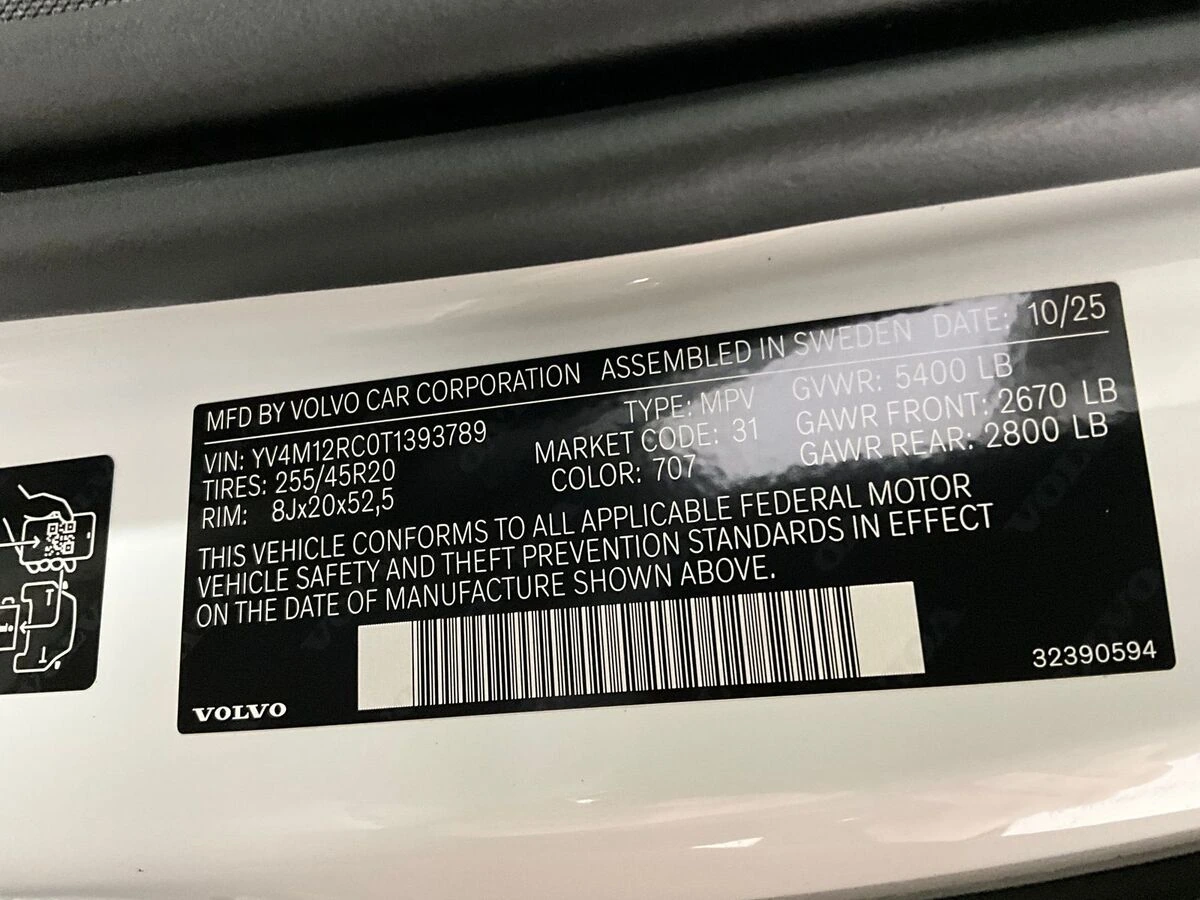 MFD BY VOLVO CAR CORPORATION ASSEMBLED IN SWEDEN DATE: 10/25
VIN: YV4M12RC0T1393789 TYPE: MPV GVWR: 5400 LB
TIRES: 255/45R20 MARKET CODE: 31 GAWR FRONT: 2670 LB
RIM: 8Jx20x52,5 COLOR: 707 GAWR REAR: 2800 LB
THIS VEHICLE CONFORMS TO ALL APPLICABLE FEDERAL MOTOR
VEHICLE SAFETY AND THEFT PREVENTION STANDARDS IN EFFECT
ON THE DATE OF MANUFACTURE SHOWN ABOVE.
VOLVO
32390594